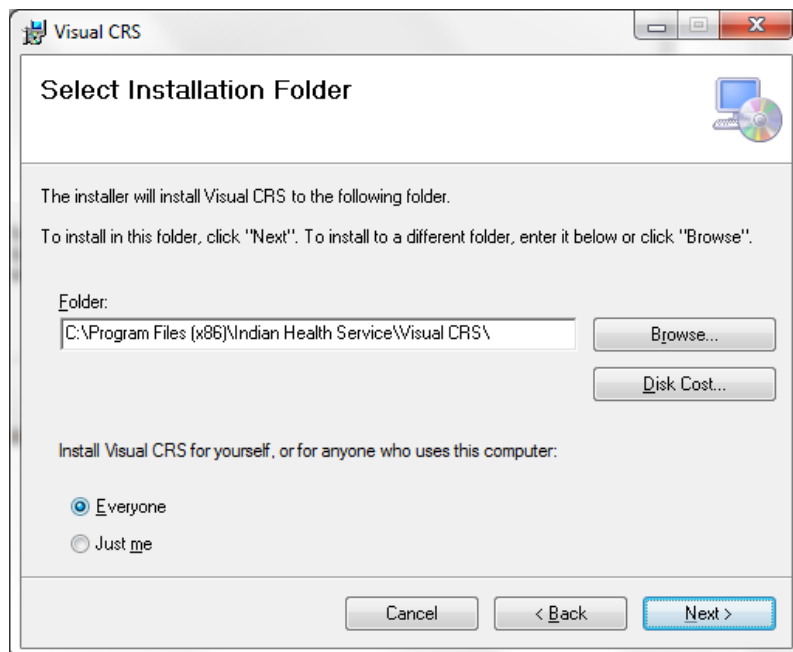 Visual CRS
Select Installation Folder
The installer will install Visual CRS to the following folder.
To install in this folder, click "Next". To install to a different folder, enter it below or click "Browse".
Folder:
C:\Program Files (x86)\Indian Health Service\Visual CRS\
Browse...
Disk Cost...
Install Visual CRS for yourself, or for anyone who uses this computer:
Everyone
Just me
Cancel
< Back
Next >